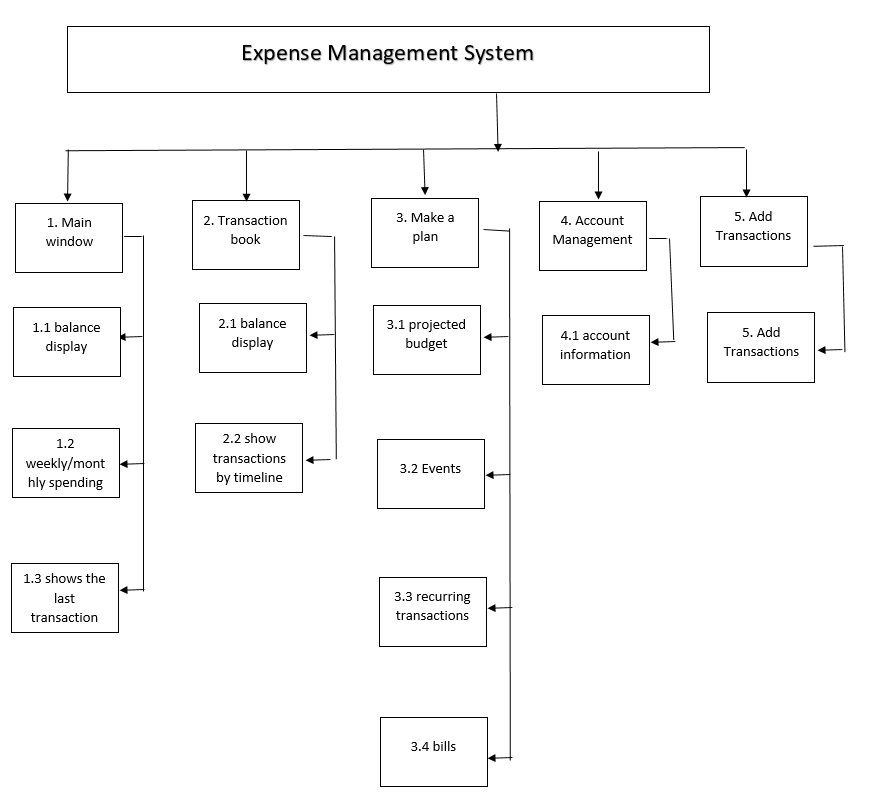 Expense Management System
1. Main
window
2. Transaction
book
3. Make a
plan
4. Account
Management
5. Add
Transactions
1.1 balance
display
2.1 balance
display
3.1 projected
budget
4.1 account
information
5. Add
Transactions
1.2
weekly/mont
hly spending
2.2 show
transactions
by timeline
3.2 Events
1.3 shows the
last
transaction
3.3 recurring
transactions
3.4 bills